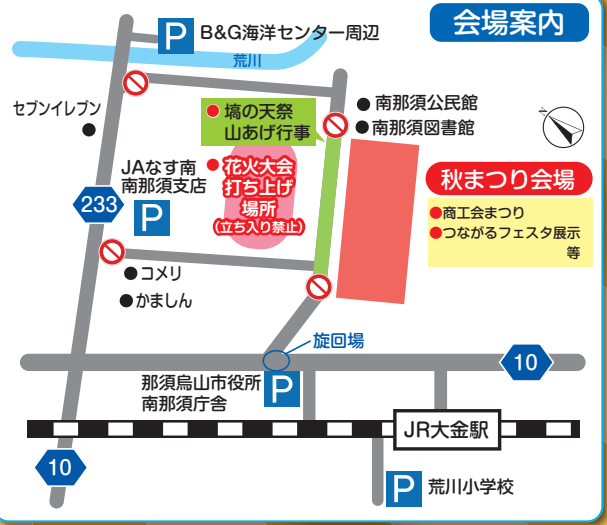 会場案内
P B&G海洋センター周辺
荒川
セブンイレブン
● 塙の天祭
山あげ行事
● 南那須公民館
● 南那須図書館
JAなす南
南那須支店
P
233
● 花火大会
打ち上げ
場所
(立ち入り禁止)
秋まつり会場
●商工会まつり
●つながるフェスタ展示
等
●コメリ
●かましん
旋回場
10
那須烏山市役所
南那須庁舎
P
JR大金駅
10
P 荒川小学校